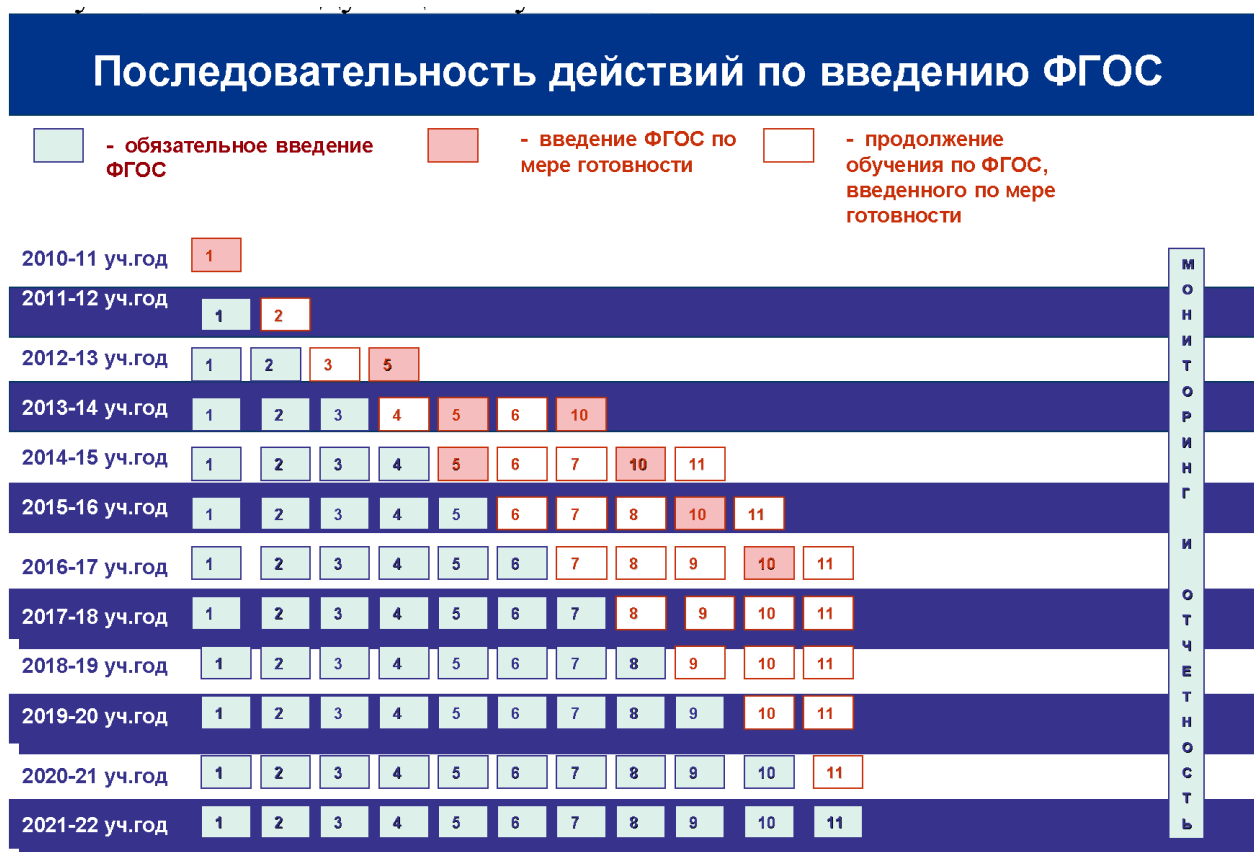 Последовательность действий по введению ФГОС
- обязательное введение
ФГОС
- введение ФГОС по
мере готовности
- продолжение
обучения по ФГОС,
введенного по мере
готовности
2010-11 уч.год 1
2011-12 уч.год 1 2
2012-13 уч.год 1 2 3 5
2013-14 уч.год 1 2 3 4 5 6 10
2014-15 уч.год 1 2 3 4 5 6 7 10 11
2015-16 уч.год 1 2 3 4 5 6 7 8 10 11
2016-17 уч.год 1 2 3 4 5 6 7 8 9 10 11
2017-18 уч.год 1 2 3 4 5 6 7 8 9 10 11
2018-19 уч.год 1 2 3 4 5 6 7 8 9 10 11
2019-20 уч.год 1 2 3 4 5 6 7 8 9 10 11
2020-21 уч.год 1 2 3 4 5 6 7 8 9 10 11
2021-22 уч.год 1 2 3 4 5 6 7 8 9 10 11
МОНИТОРИНГ И ОТЧЕТНОСТЬ